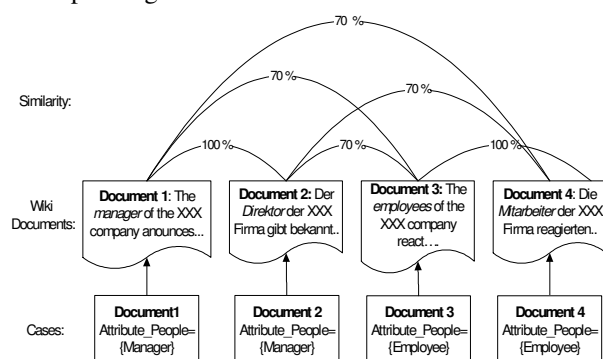 70 %
Similarity:
70 %
70 %
100 %
70 %
100 %
Wiki
Documents:
Document 1: The
manager of the XXX
company anounces...
Document 2: Der
Direktor der XXX
Firma gibt bekannt..
Document 3: The
employees of the
XXX company
react….
Document 4: Die
Mitarbeiter der XXX
Firma reagierten..
Cases:
Document1
Attribute_People=
{Manager}
Document 2
Attribute_People=
{Manager}
Document 3
Attribute_People=
{Employee}
Document 4
Attribute_People=
{Employee}